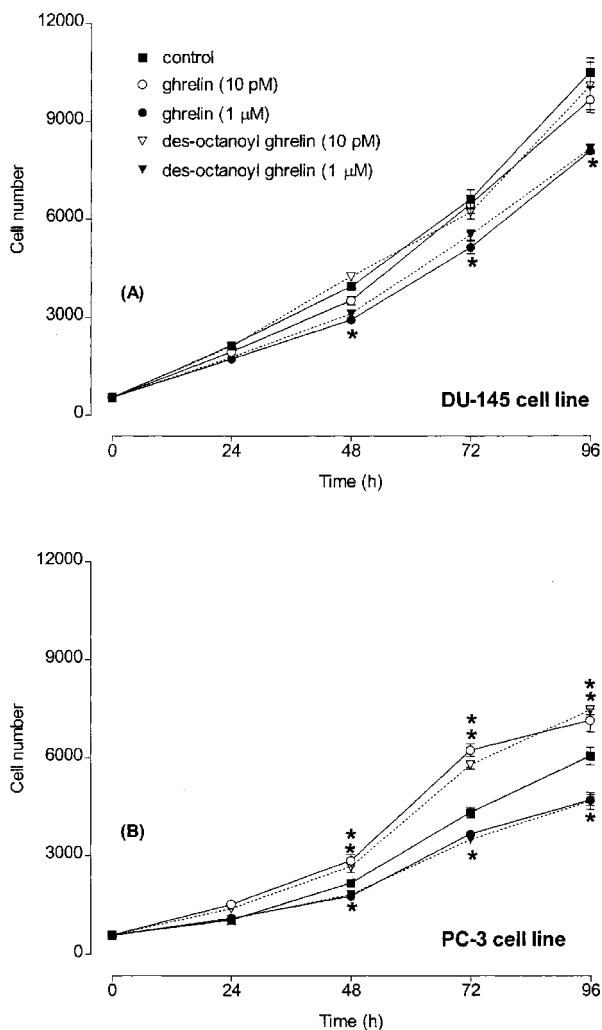 12000
9000
6000
3000
0
Cell number
control
ghrelin (10 pM)
ghrelin (1 µM)
des-octanoyl ghrelin (10 pM)
des-octanoyl ghrelin (1 µM)
(A)
*
*
*
DU-145 cell line
0 24 48 72 96
Time (h)
12000
9000
6000
3000
0
Cell number
(B)
*
*
*
*
*
*
*
*
*
PC-3 cell line
0 24 48 72 96
Time (h)